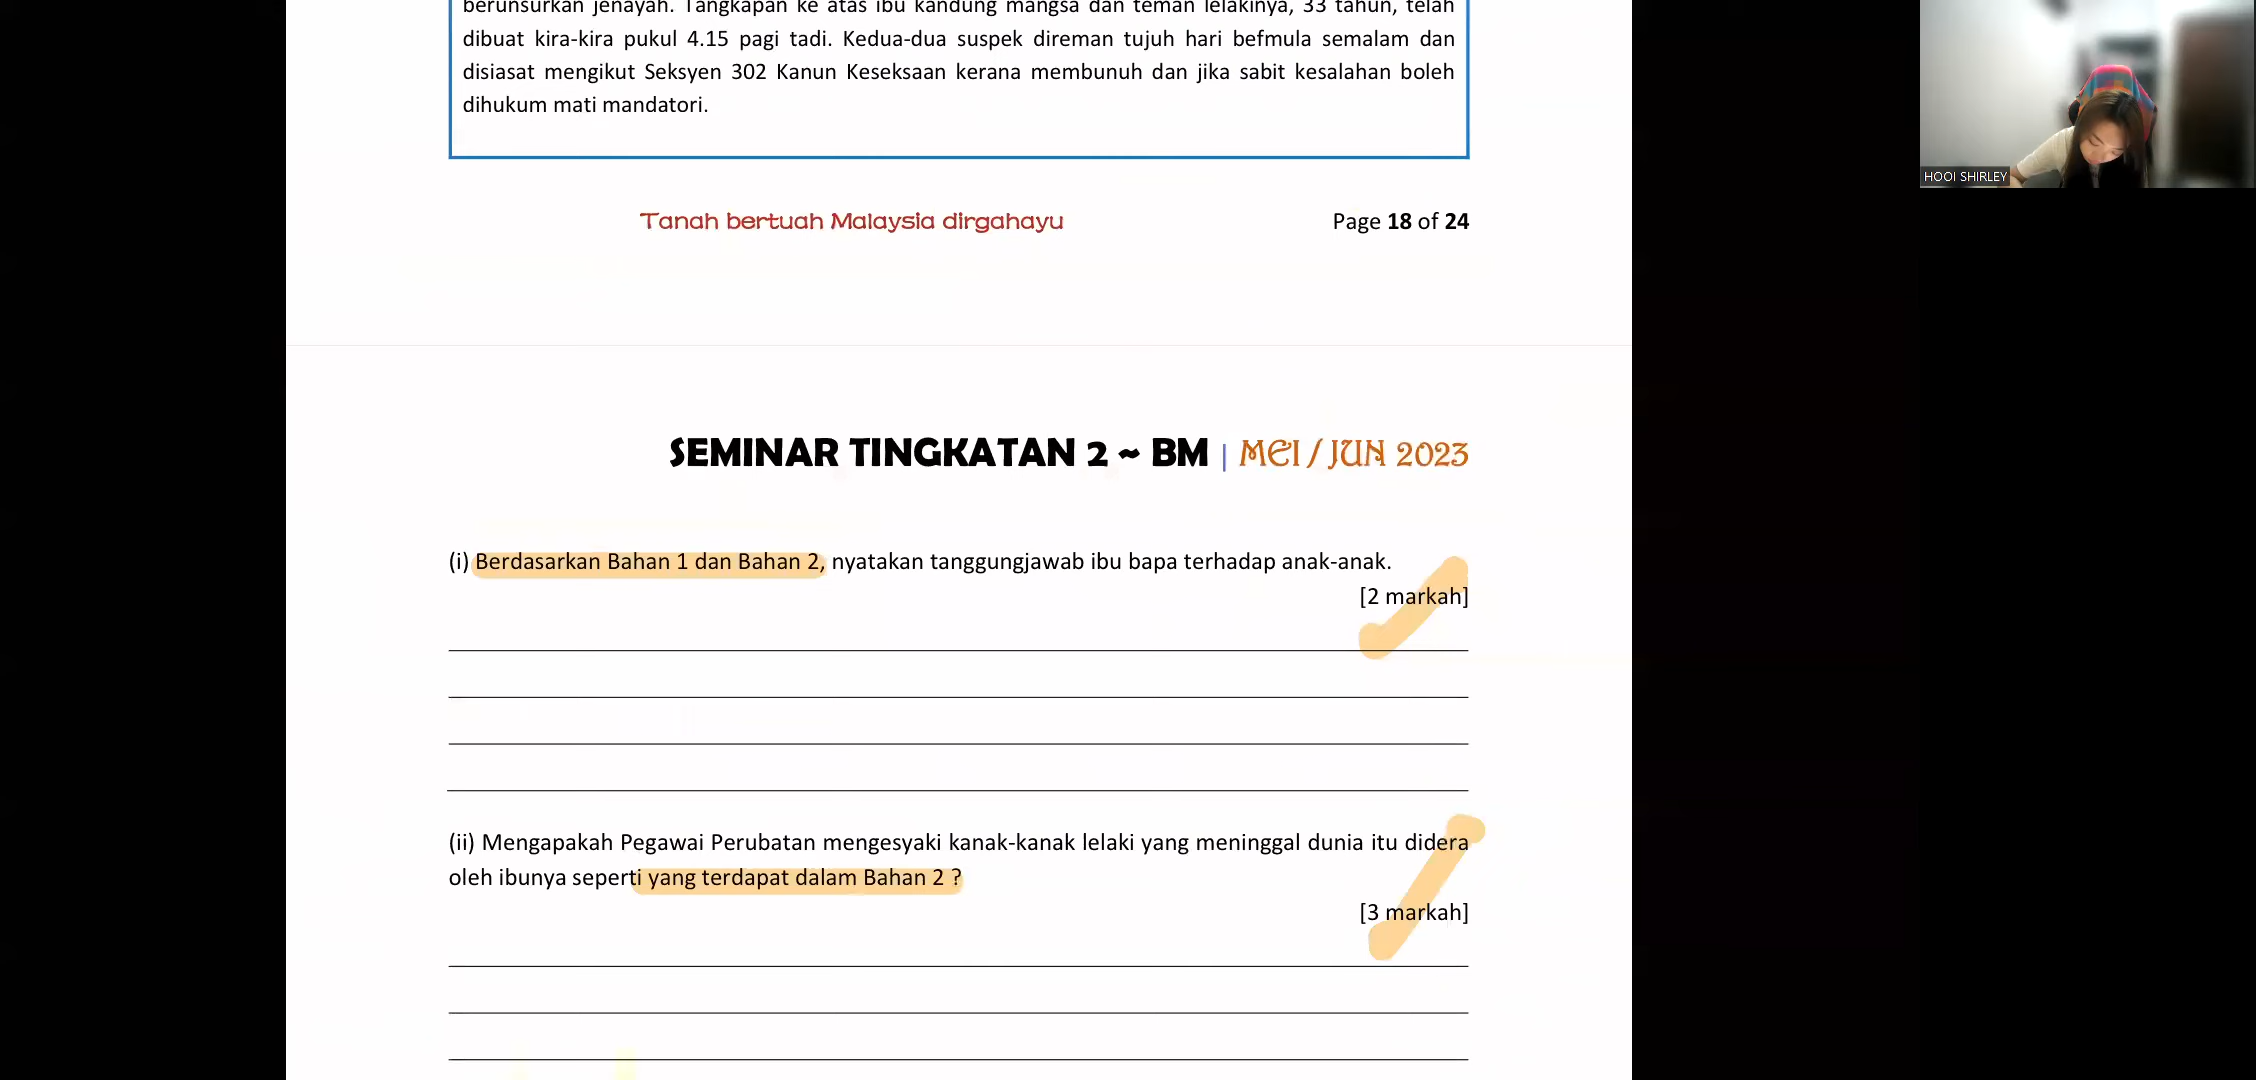 berunsurkan jenayah. Tangkapan ke atas ibu kandung mangsa dan teman lelakinya, 33 tahun, telah
dibuat kira-kira pukul 4.15 pagi tadi. Kedua-dua suspek direman tujuh hari befmula semalam dan
disiasat mengikut Seksyen 302 Kanun Keseksaan kerana membunuh dan jika sabit kesalahan boleh
dihukum mati mandatori.
HOOI SHIRLEY
Tanah bertuah Malaysia dirgahayu
Page 18 of 24
SEMINAR TINGKATAN 2 ~ BM | MEI / JUN 2023
(i) Berdasarkan Bahan 1 dan Bahan 2, nyatakan tanggungjawab ibu bapa terhadap anak-anak.
[2 markah]
(ii) Mengapakah Pegawai Perubatan mengesyaki kanak-kanak lelaki yang meninggal dunia itu didera
oleh ibunya seperti yang terdapat dalam Bahan 2 ?
[3 markah]